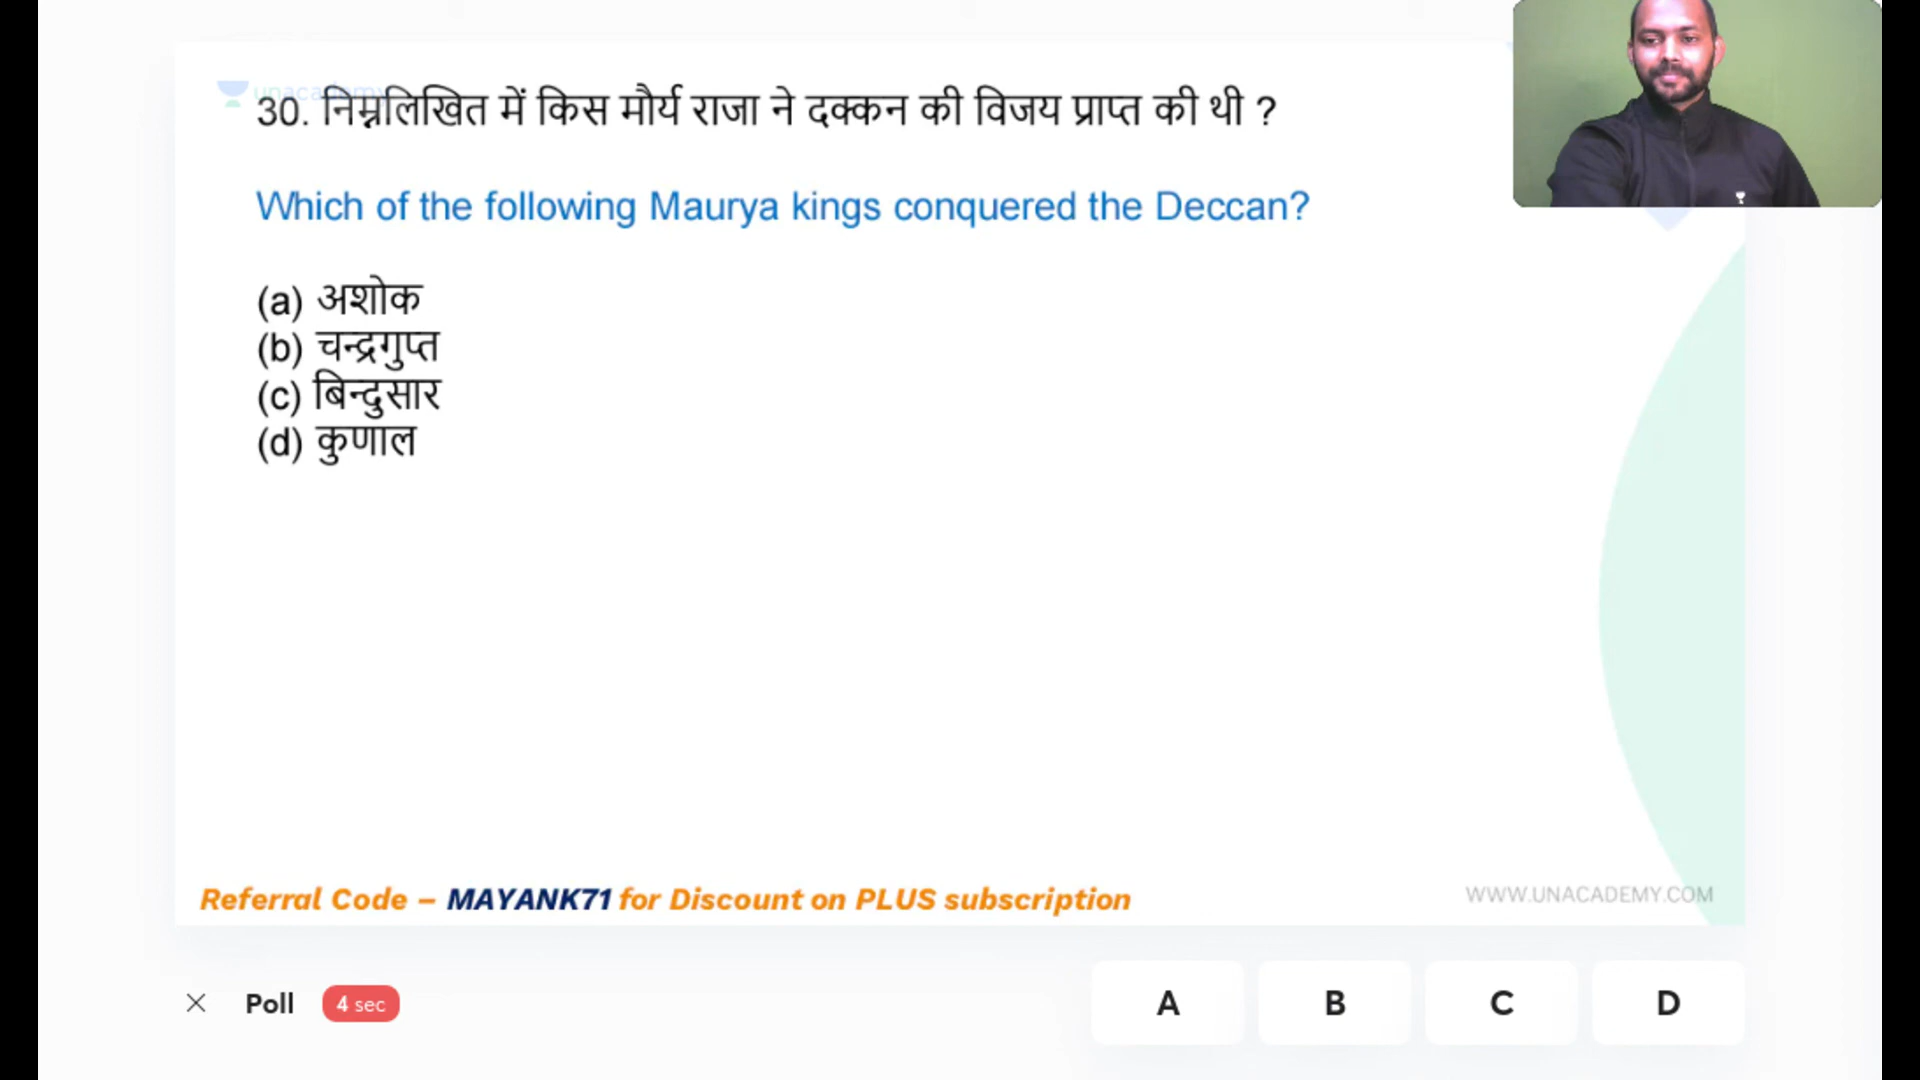 unacademy
30. निम्नलिखित में किस मौर्य राजा ने दक्कन की विजय प्राप्त की थी ?
Which of the following Maurya kings conquered the Deccan?
(a) अशोक
(b) चन्द्रगुप्त
(c) बिन्दुसार
(d) कुणाल
Referral Code – MAYANK71 for Discount on PLUS subscription
WWW.UNACADEMY.COM
Poll 4 sec A B C D